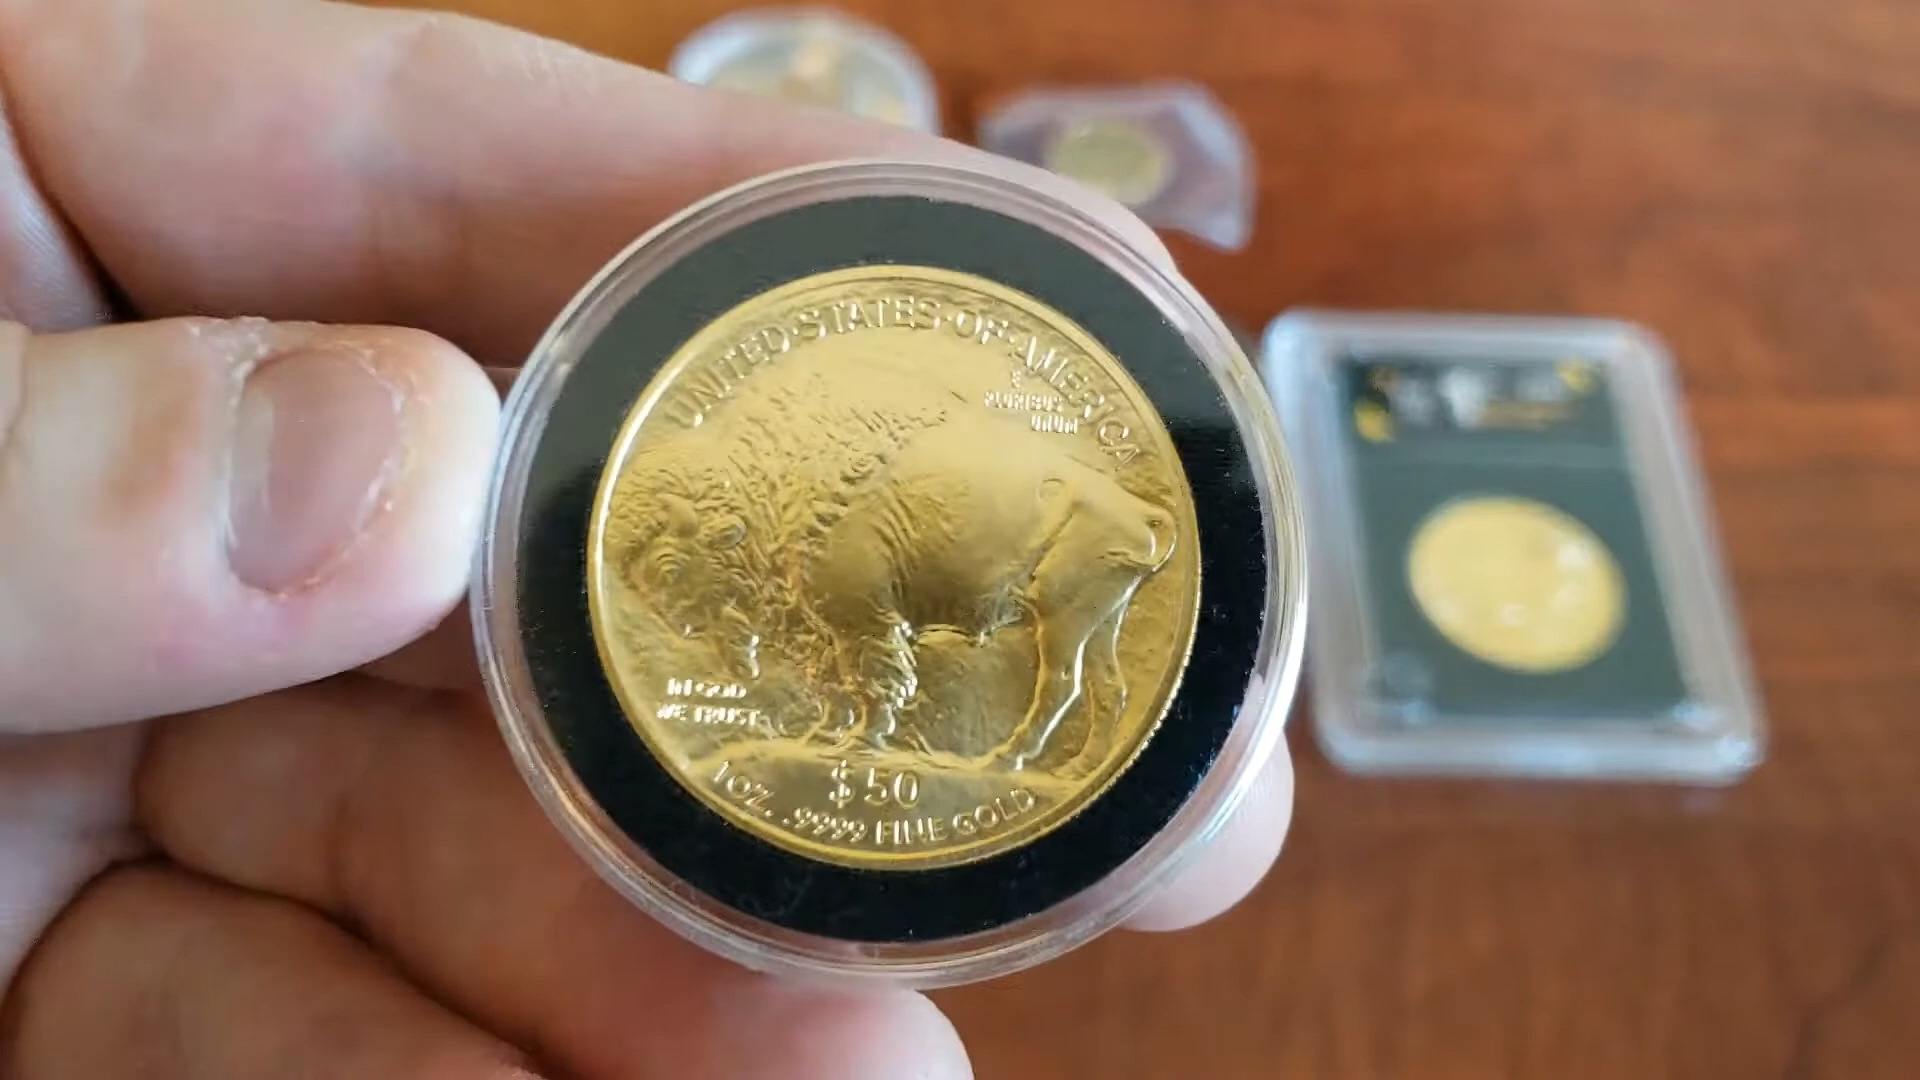 UNITED·STATES·OF·AMERICA
E
PLURIBUS
UNUM
IN GOD
WE TRUST
$50
1 OZ. .9999 FINE GOLD